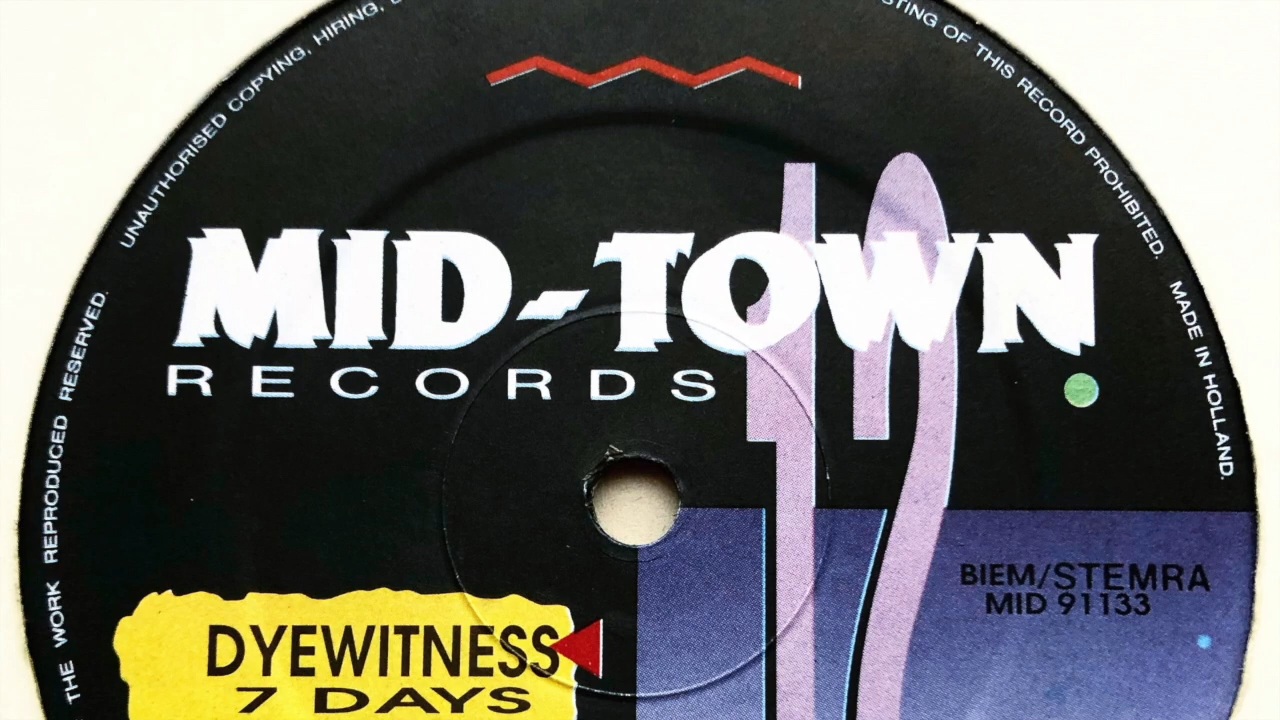 UNAUTHORISED COPYING, HIRING,
STING OF THIS RECORD PROHIBITED. MADE IN HOLLAND.
12
MID-TOWN
RECORDS
THE WORK REPRODUCED RESERVED.
BIEM/STEMRA
MID 91133
DYEWITNESS
7 DAYS